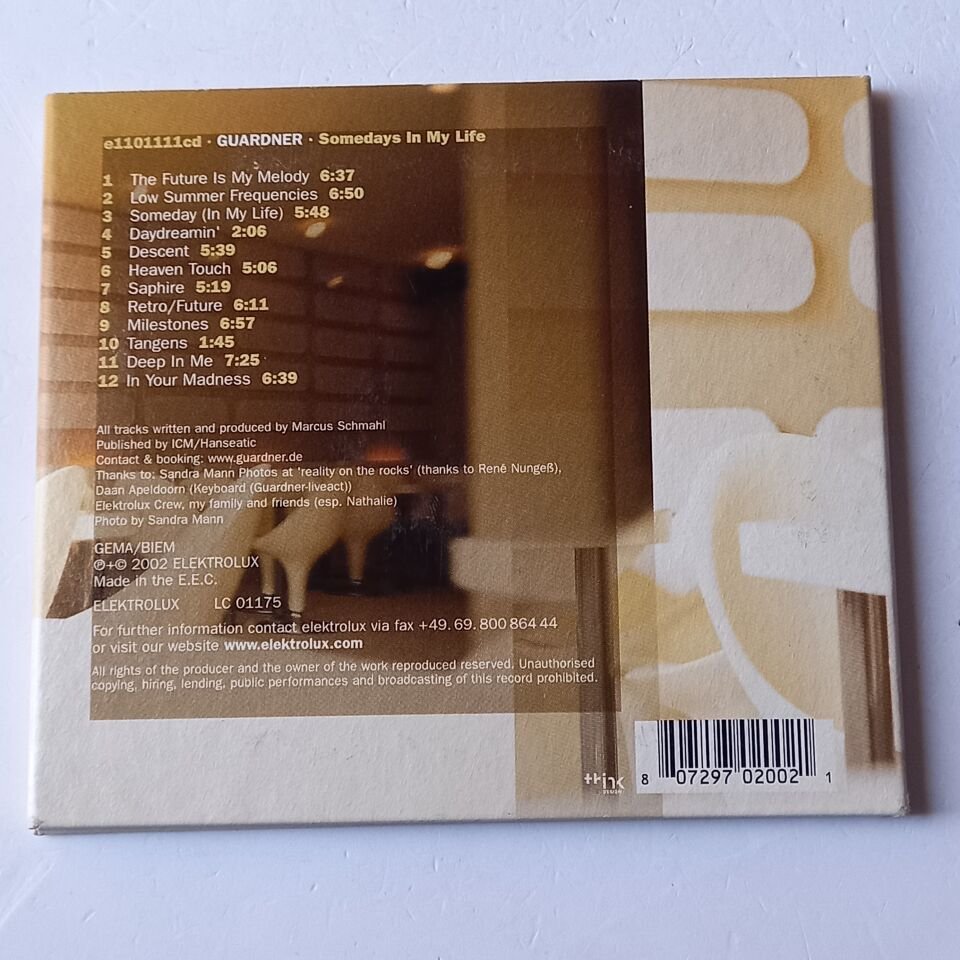 e1101111cd · GUARDNER · Somedays In My Life
1 The Future Is My Melody 6:37
2 Low Summer Frequencies 6:50
3 Someday (In My Life) 5:48
4 Daydreamin' 2:06
5 Descent 5:39
6 Heaven Touch 5:06
7 Saphire 5:19
8 Retro/Future 6:11
9 Milestones 6:57
10 Tangens 1:45
11 Deep In Me 7:25
12 In Your Madness 6:39
All tracks written and produced by Marcus Schmahl
Published by ICM/Hanseatic
Contact & booking: www.guardner.de
Thanks to: Sandra Mann Photos at 'reality on the rocks' (thanks to René Nungeß),
Daan Apeldoorn (Keyboard (Guardner-liveact))
Elektrolux Crew, my family and friends (esp. Nathalie)
Photo by Sandra Mann
GEMA/BIEM
℗+© 2002 ELEKTROLUX
Made in the E.E.C.
ELEKTROLUX LC 01175
For further information contact elektrolux via fax +49. 69. 800 864 44
or visit our website www.elektrolux.com
All rights of the producer and the owner of the work reproduced reserved. Unauthorised
copying, hiring, lending, public performances and broadcasting of this record prohibited.
think
8 07297 02002 1